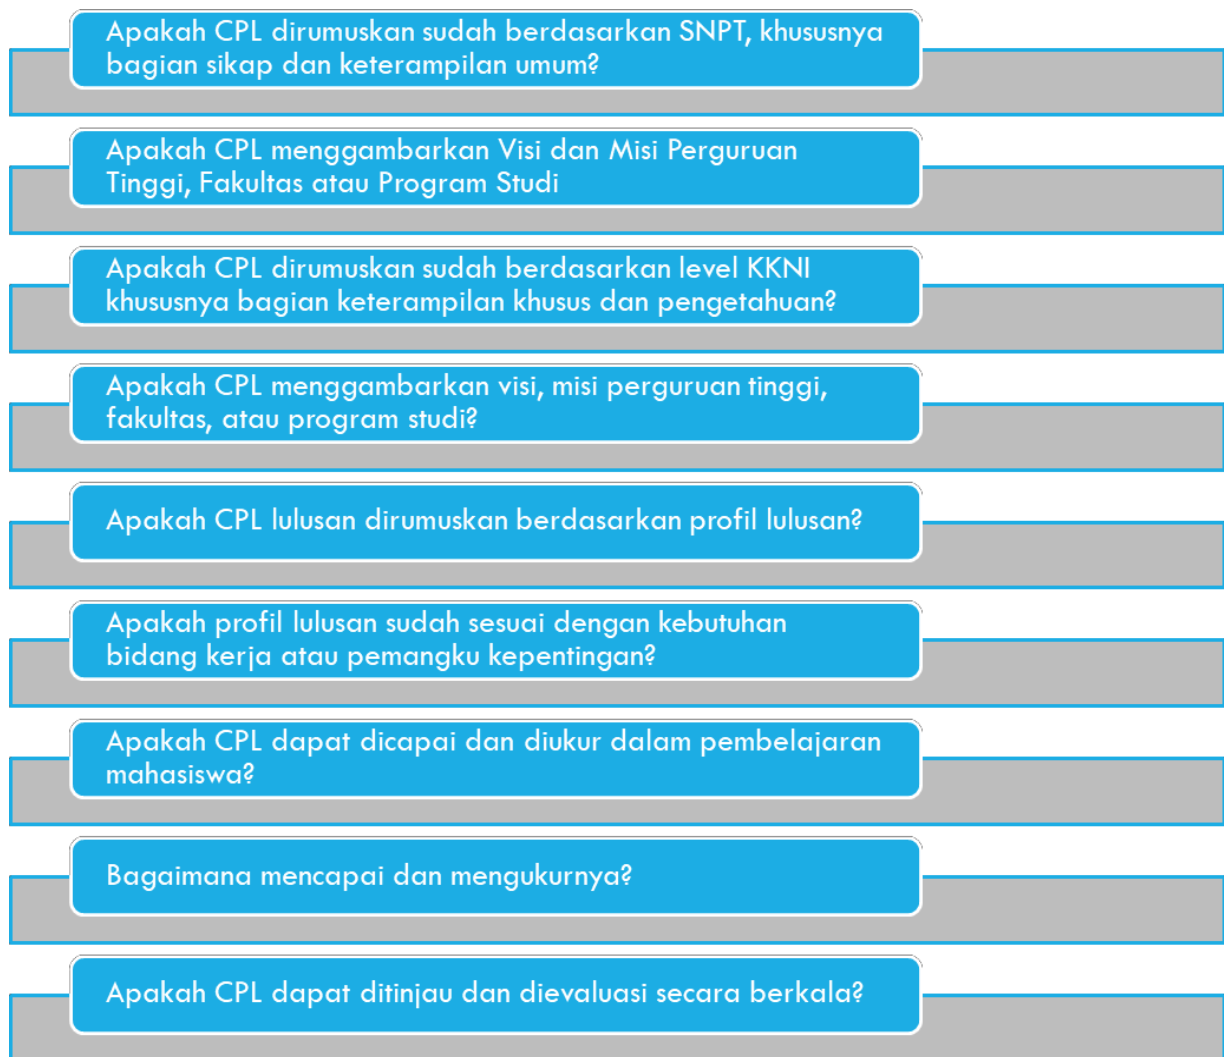 Apakah CPL dirumuskan sudah berdasarkan SNPT, khususnya
bagian sikap dan keterampilan umum?
Apakah CPL menggambarkan Visi dan Misi Perguruan
Tinggi, Fakultas atau Program Studi
Apakah CPL dirumuskan sudah berdasarkan level KKNI
khususnya bagian keterampilan khusus dan pengetahuan?
Apakah CPL menggambarkan visi, misi perguruan tinggi,
fakultas, atau program studi?
Apakah CPL lulusan dirumuskan berdasarkan profil lulusan?
Apakah profil lulusan sudah sesuai dengan kebutuhan
bidang kerja atau pemangku kepentingan?
Apakah CPL dapat dicapai dan diukur dalam pembelajaran
mahasiswa?
Bagaimana mencapai dan mengukurnya?
Apakah CPL dapat ditinjau dan dievaluasi secara berkala?